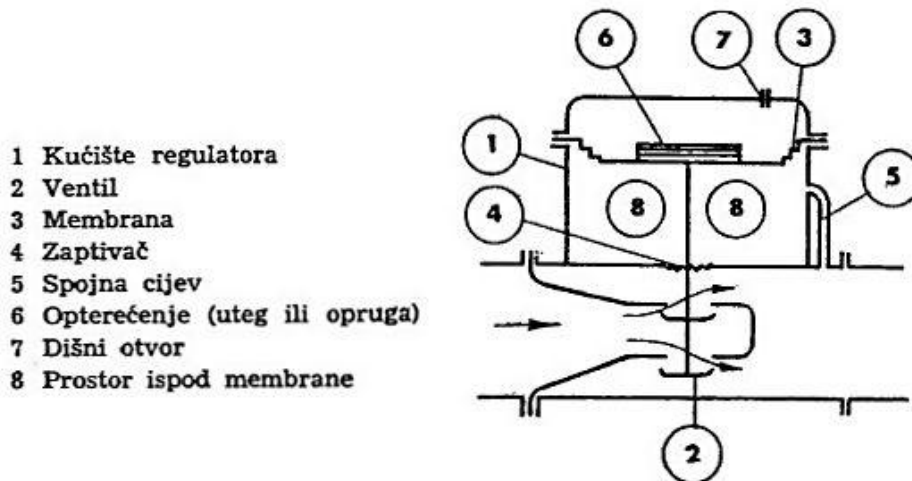 1 Kućište regulatora
2 Ventil
3 Membrana
4 Zaptivač
5 Spojna cijev
6 Opterećenje (uteg ili opruga)
7 Dišni otvor
8 Prostor ispod membrane
6
7
3
1
8
8
5
4
2